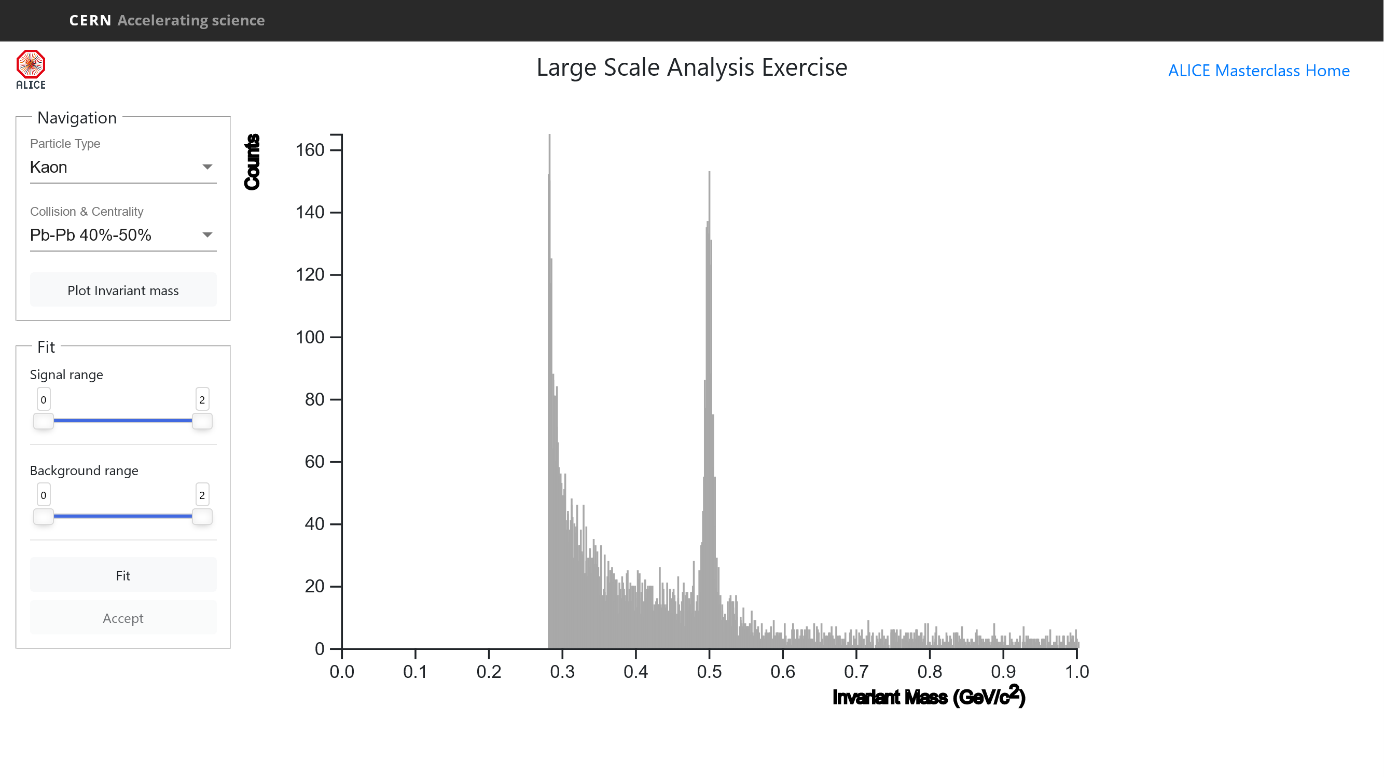 CERN Accelerating science
ALICE
Large Scale Analysis Exercise
ALICE Masterclass Home
Navigation
Particle Type
Kaon
Collision & Centrality
Pb-Pb 40%-50%
Plot Invariant mass
Fit
Signal range
0 2
Background range
0 2
Fit
Accept
Counts
160
140
120
100
80
60
40
20
0
0.0 0.1 0.2 0.3 0.4 0.5 0.6 0.7 0.8 0.9 1.0
Invariant Mass (GeV/c²)